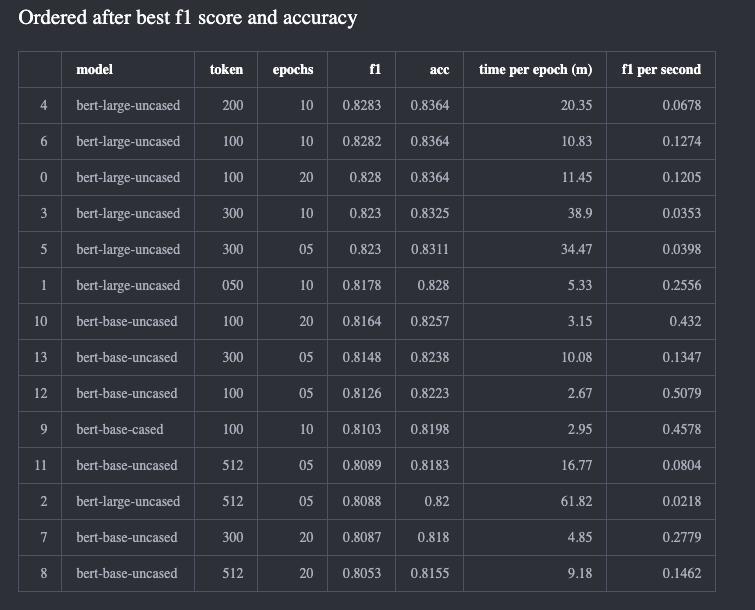 Ordered after best f1 score and accuracy
model token epochs f1 acc time per epoch (m) f1 per second
4 bert-large-uncased 200 10 0.8283 0.8364 20.35 0.0678
6 bert-large-uncased 100 10 0.8282 0.8364 10.83 0.1274
0 bert-large-uncased 100 20 0.828 0.8364 11.45 0.1205
3 bert-large-uncased 300 10 0.823 0.8325 38.9 0.0353
5 bert-large-uncased 300 05 0.823 0.8311 34.47 0.0398
1 bert-large-uncased 050 10 0.8178 0.828 5.33 0.2556
10 bert-base-uncased 100 20 0.8164 0.8257 3.15 0.432
13 bert-base-uncased 300 05 0.8148 0.8238 10.08 0.1347
12 bert-base-uncased 100 05 0.8126 0.8223 2.67 0.5079
9 bert-base-cased 100 10 0.8103 0.8198 2.95 0.4578
11 bert-base-uncased 512 05 0.8089 0.8183 16.77 0.0804
2 bert-large-uncased 512 05 0.8088 0.82 61.82 0.0218
7 bert-base-uncased 300 20 0.8087 0.818 4.85 0.2779
8 bert-base-uncased 512 20 0.8053 0.8155 9.18 0.1462